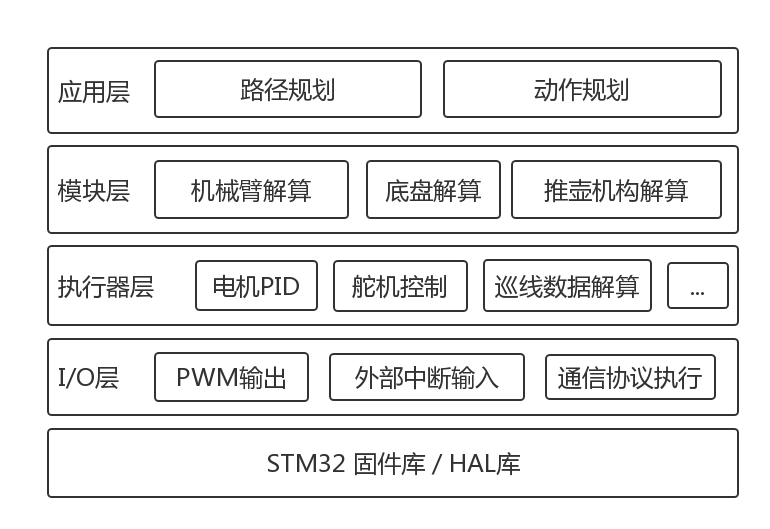 应用层 路径规划 动作规划
模块层 机械臂解算 底盘解算 推壶机构解算
执行器层 电机PID 舵机控制 巡线数据解算 ...
I/O层 PWM输出 外部中断输入 通信协议执行
STM32 固件库 / HAL库